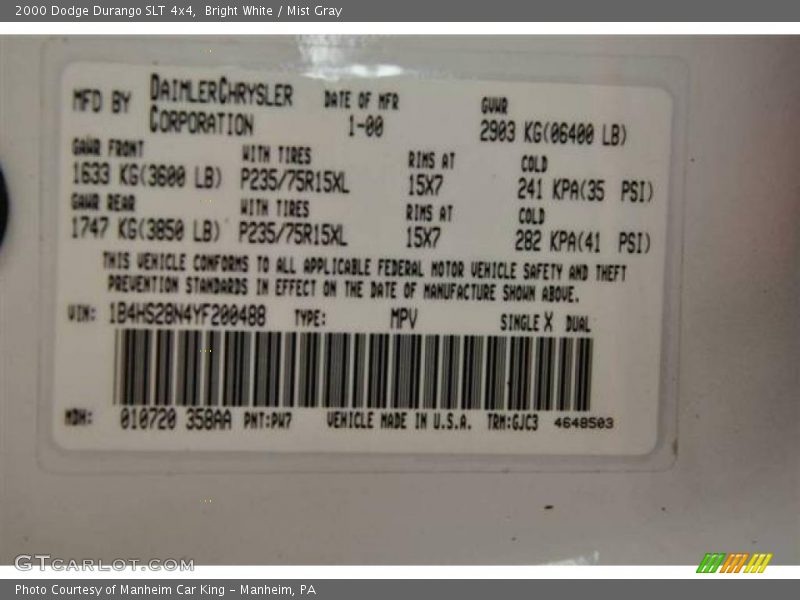 2000 Dodge Durango SLT 4x4, Bright White / Mist Gray
MFD BY DAIMLERCHRYSLER CORPORATION DATE OF MFR 1-00 GVWR 2903 KG(06400 LB)
GAWR FRONT WITH TIRES RIMS AT COLD
1633 KG(3600 LB) P235/75R15XL 15X7 241 KPA(35 PSI)
GAWR REAR WITH TIRES RIMS AT COLD
1747 KG(3850 LB) P235/75R15XL 15X7 282 KPA(41 PSI)
THIS VEHICLE CONFORMS TO ALL APPLICABLE FEDERAL MOTOR VEHICLE SAFETY AND THEFT
PREVENTION STANDARDS IN EFFECT ON THE DATE OF MANUFACTURE SHOWN ABOVE.
VIN: 1B4HS28N4YF200488 TYPE: MPV SINGLE X DUAL
MDH: 010720 358AA PNT:PW7 VEHICLE MADE IN U.S.A. TRM:GJC3 4648503
GTCARLOT.COM
Photo Courtesy of Manheim Car King - Manheim, PA